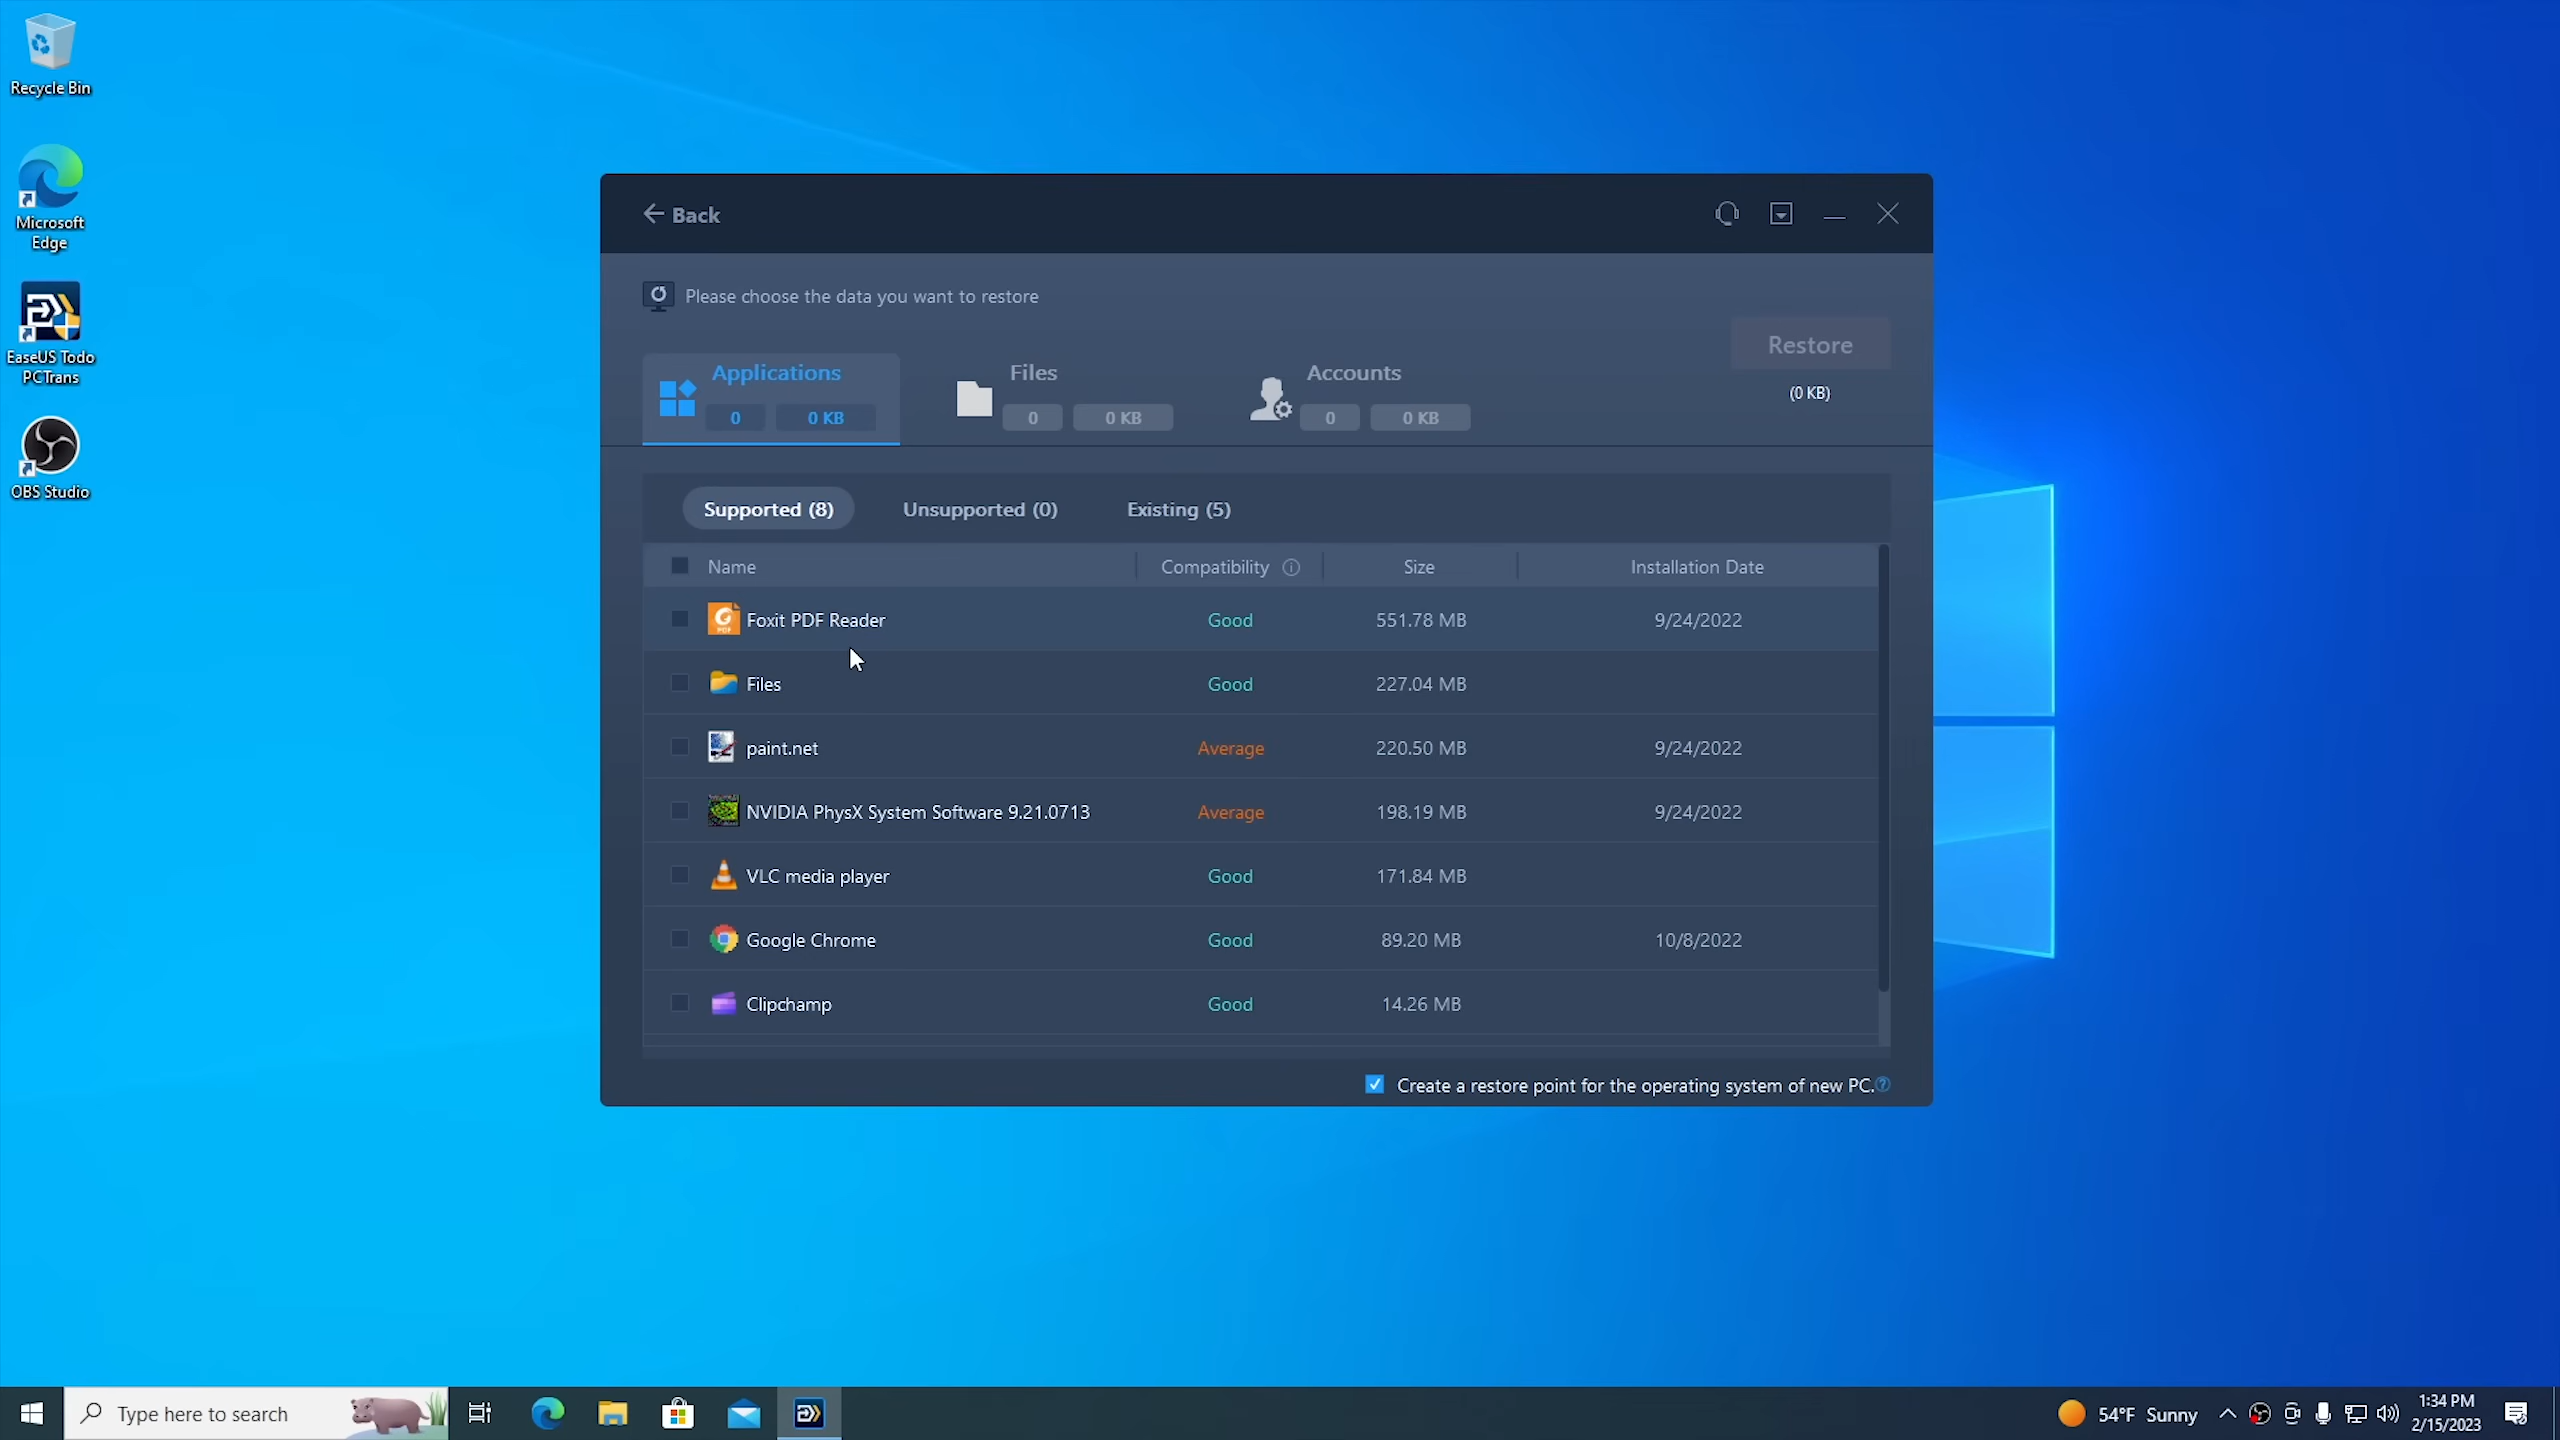 Recycle Bin
Microsoft
Edge
EaseUS Todo
PCTrans
OBS Studio
Back
Please choose the data you want to restore
Applications
0 0 KB
Files
0 0 KB
Accounts
0 0 KB
Restore
(0 KB)
Supported (8) Unsupported (0) Existing (5)
Name Compatibility Size Installation Date
Foxit PDF Reader Good 551.78 MB 9/24/2022
Files Good 227.04 MB
paint.net Average 220.50 MB 9/24/2022
NVIDIA PhysX System Software 9.21.0713 Average 198.19 MB 9/24/2022
VLC media player Good 171.84 MB
Google Chrome Good 89.20 MB 10/8/2022
Clipchamp Good 14.26 MB
Create a restore point for the operating system of new PC.
Type here to search
54°F Sunny
1:34 PM
2/15/2023